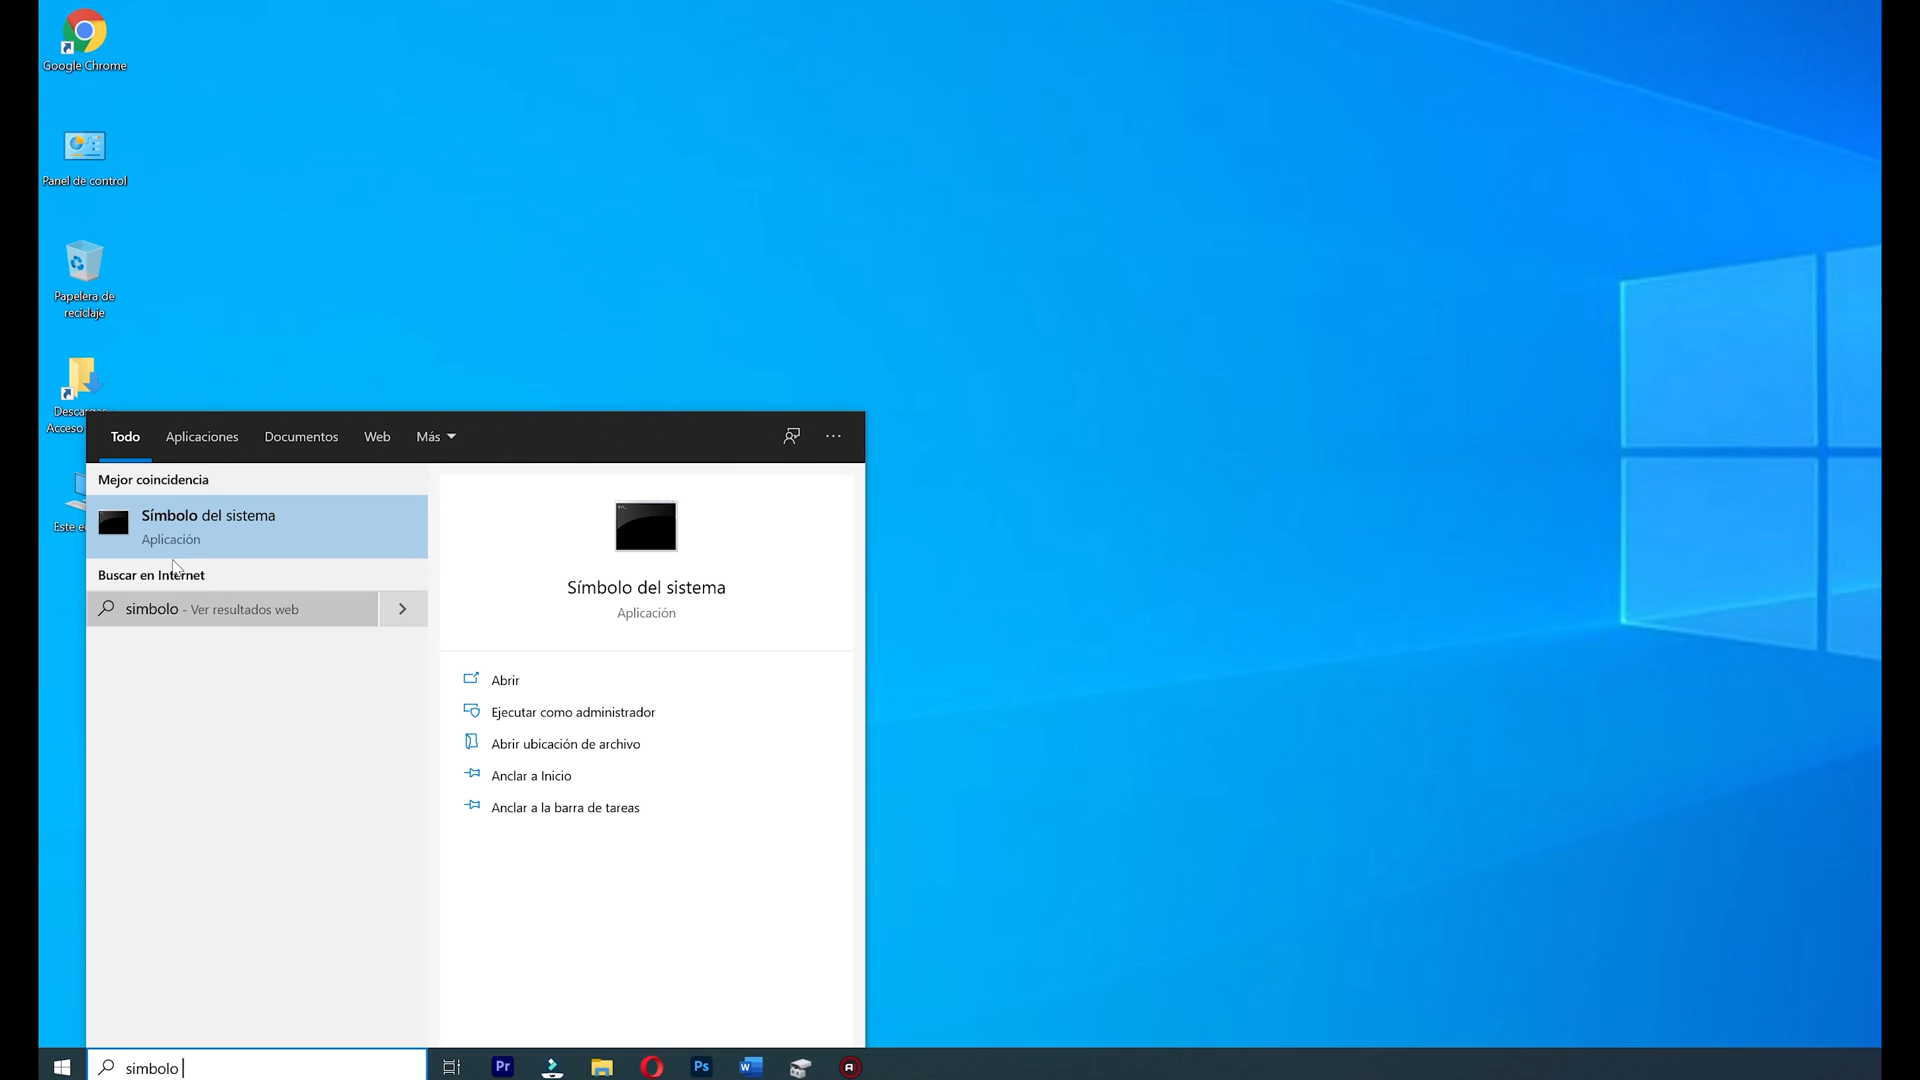 Google Chrome
Panel de control
Papelera de
reciclaje
Acceso
Todo
Aplicaciones
Documentos
Web
Más
Mejor coincidencia
Símbolo del sistema
Aplicación
Buscar en Internet
simbolo - Ver resultados web
Símbolo del sistema
Aplicación
Abrir
Ejecutar como administrador
Abrir ubicación de archivo
Anclar a Inicio
Anclar a la barra de tareas
Este
simbolo
Pr
Ps
W
A